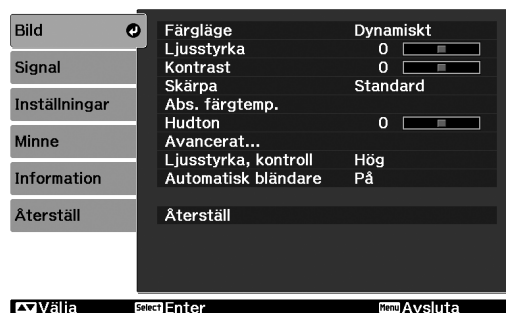 Bild
Signal
Inställningar
Minne
Information
Återställ
Färgläge Dynamiskt
Ljusstyrka 0
Kontrast 0
Skärpa Standard
Abs. färgtemp.
Hudton 0
Avancerat...
Ljusstyrka, kontroll Hög
Automatisk bländare På
Återställ
Välja Select Enter Menu Avsluta